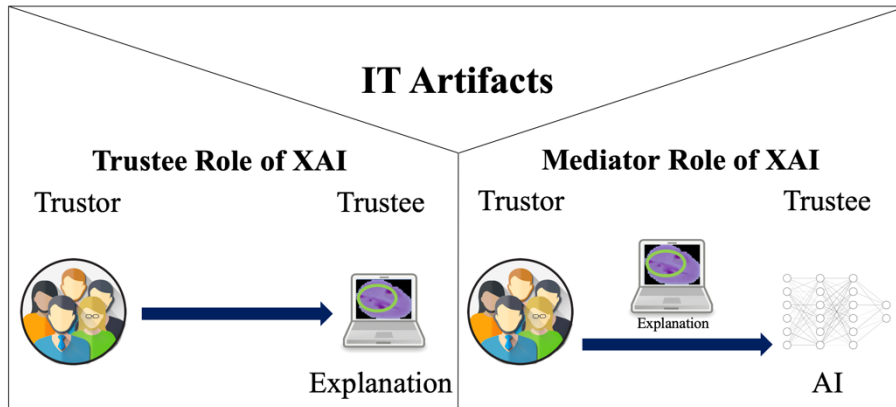 IT Artifacts
Trustee Role of XAI
Trustor
Trustee
Explanation
Mediator Role of XAI
Trustor
Trustee
Explanation
AI